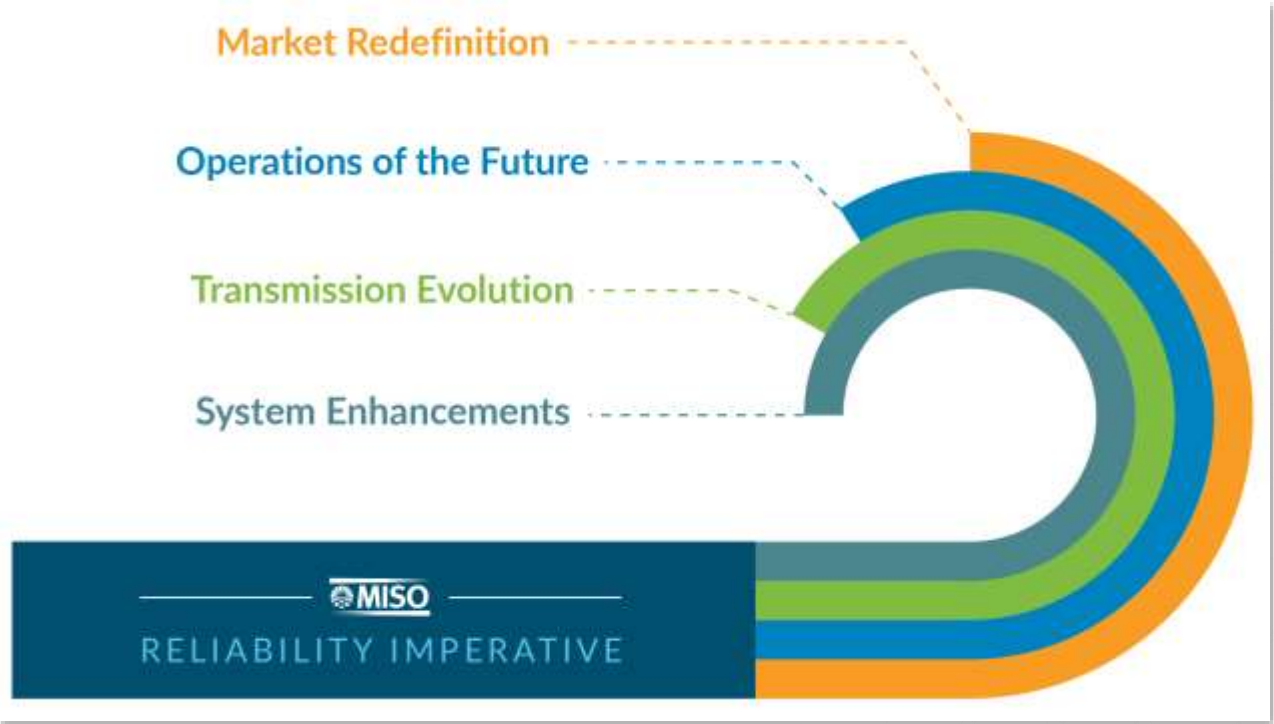 Market Redefinition
Operations of the Future
Transmission Evolution
System Enhancements
MISO
RELIABILITY IMPERATIVE